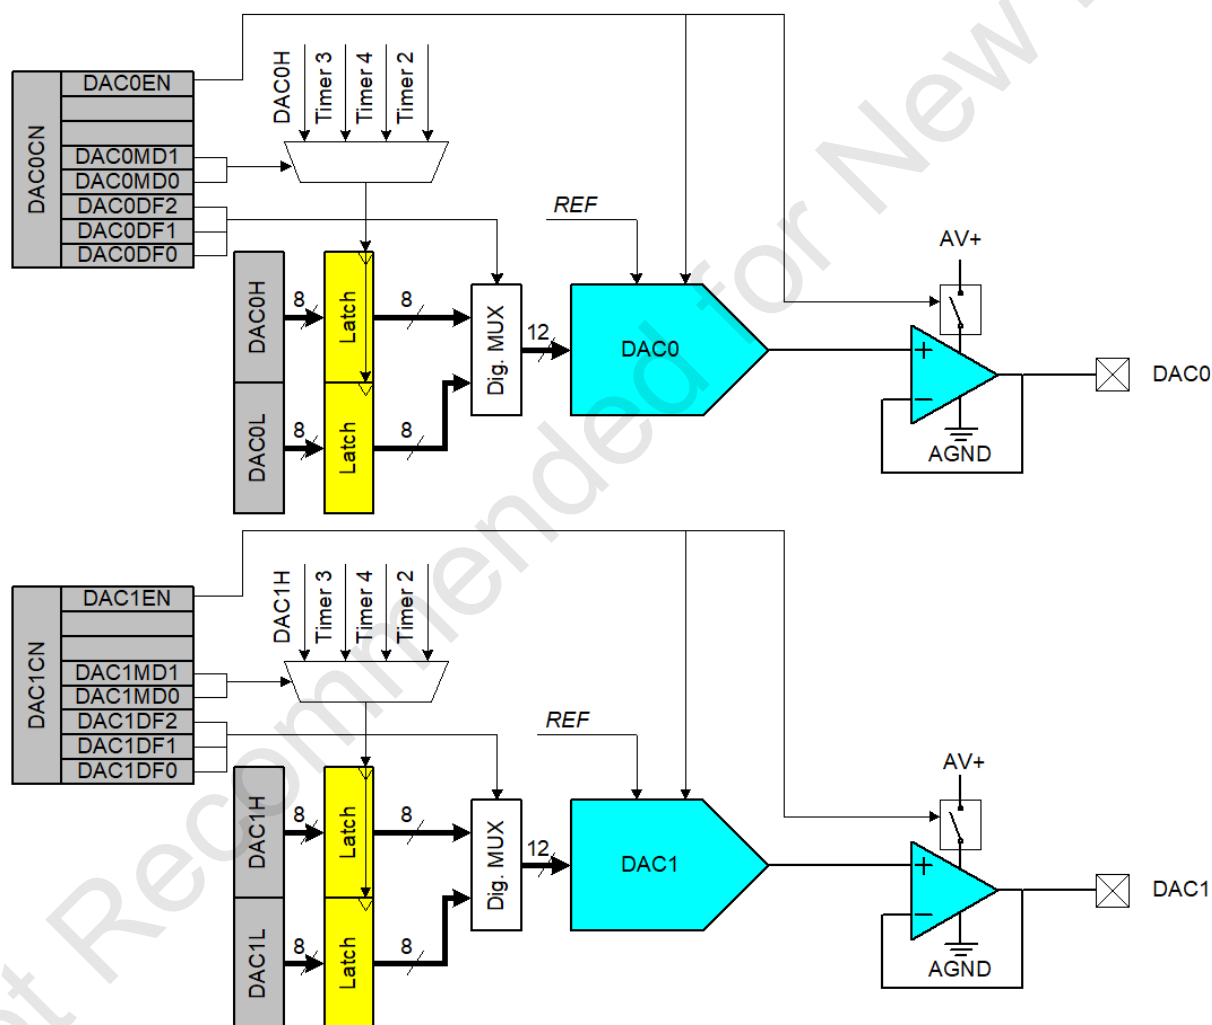 DAC0EN
DAC0CN
DAC0MD1
DAC0MD0
DAC0DF2
DAC0DF1
DAC0DF0
DAC0H
Timer 3
Timer 4
Timer 2
REF
AV+
DAC0H
8
Latch
8
Dig. MUX
12
DAC0
+
−
AGND
DAC0
DAC0L
8
Latch
8
DAC1EN
DAC1CN
DAC1MD1
DAC1MD0
DAC1DF2
DAC1DF1
DAC1DF0
DAC1H
Timer 3
Timer 4
Timer 2
REF
AV+
DAC1H
8
Latch
8
Dig. MUX
12
DAC1
+
−
AGND
DAC1
DAC1L
8
Latch
8
Recommended for New